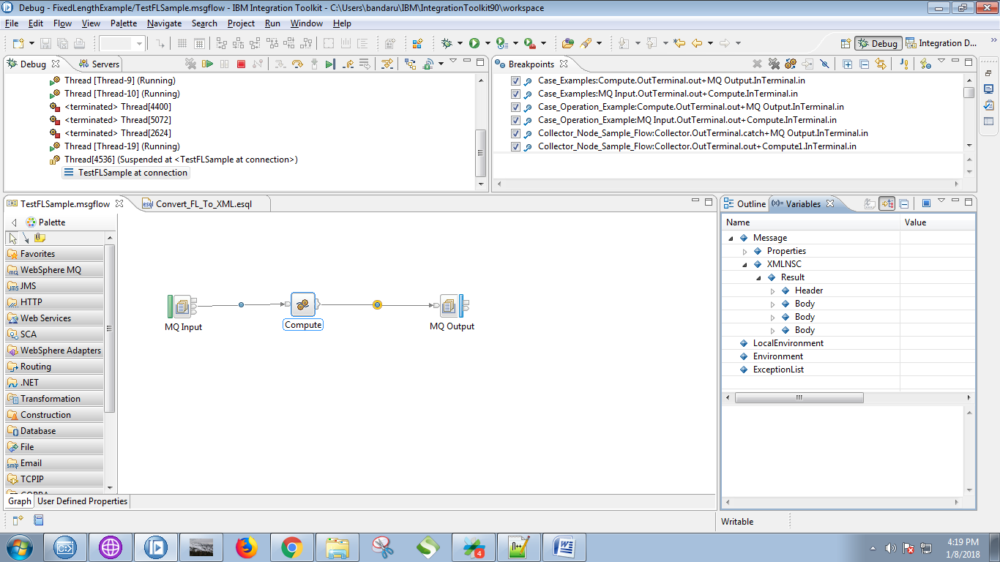 Debug - FixedLengthExample/TestFLSample.msgflow - IBM Integration Toolkit - C:\Users\bandaru\IBM\IntegrationToolkit90\workspace
File Edit Flow View Palette Navigate Search Project Run Window Help
Debug Integration D...
Debug Servers
Thread [Thread-9] (Running)
Thread [Thread-10] (Running)
<terminated> Thread[4400]
<terminated> Thread[5072]
<terminated> Thread[2624]
Thread [Thread-19] (Running)
Thread[4536] (Suspended at <TestFLSample at connection>)
TestFLSample at connection
Breakpoints
Case_Examples:Compute.OutTerminal.out+MQ Output.InTerminal.in
Case_Examples:MQ Input.OutTerminal.out+Compute.InTerminal.in
Case_Operation_Example:Compute.OutTerminal.out+MQ Output.InTerminal.in
Case_Operation_Example:MQ Input.OutTerminal.out+Compute.InTerminal.in
Collector_Node_Sample_Flow:Collector.OutTerminal.catch+MQ Output.InTerminal.in
Collector_Node_Sample_Flow:Collector.OutTerminal.out+Compute1.InTerminal.in
TestFLSample.msgflow Convert_FL_To_XML.esql
Palette
Favorites
WebSphere MQ
JMS
HTTP
Web Services
SCA
WebSphere Adapters
Routing
.NET
Transformation
Construction
Database
File
Email
TCPIP
MQ Input
Compute
MQ Output
Graph User Defined Properties
Outline Variables
Name Value
Message
Properties
XMLNSC
Result
Header
Body
Body
Body
LocalEnvironment
Environment
ExceptionList
Writable
4:19 PM
1/8/2018